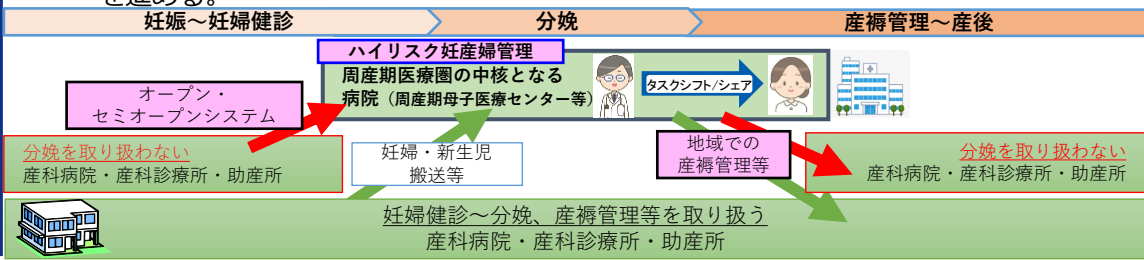 を進める。
妊娠～妊婦健診
分娩
産褥管理～産後
ハイリスク妊産婦管理
周産期医療圏の中核となる
病院（周産期母子医療センター等）
タスクシフト/シェア
オープン・
セミオープンシステム
分娩を取り扱わない
産科病院・産科診療所・助産所
妊婦・新生児
搬送等
地域での
産褥管理等
分娩を取り扱わない
産科病院・産科診療所・助産所
妊婦健診～分娩、産褥管理等を取り扱う
産科病院・産科診療所・助産所